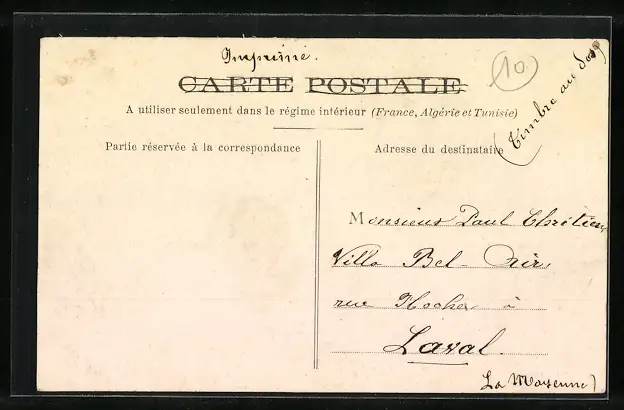 Imprimé.
CARTE POSTALE
10
Timbre au dos
A utiliser seulement dans le régime intérieur (France, Algérie et Tunisie)
Partie réservée à la correspondance
Adresse du destinataire
Monsieur Paul Chrétien
Villa Bel-Air
rue Hoche à
Laval.
(La Mayenne)